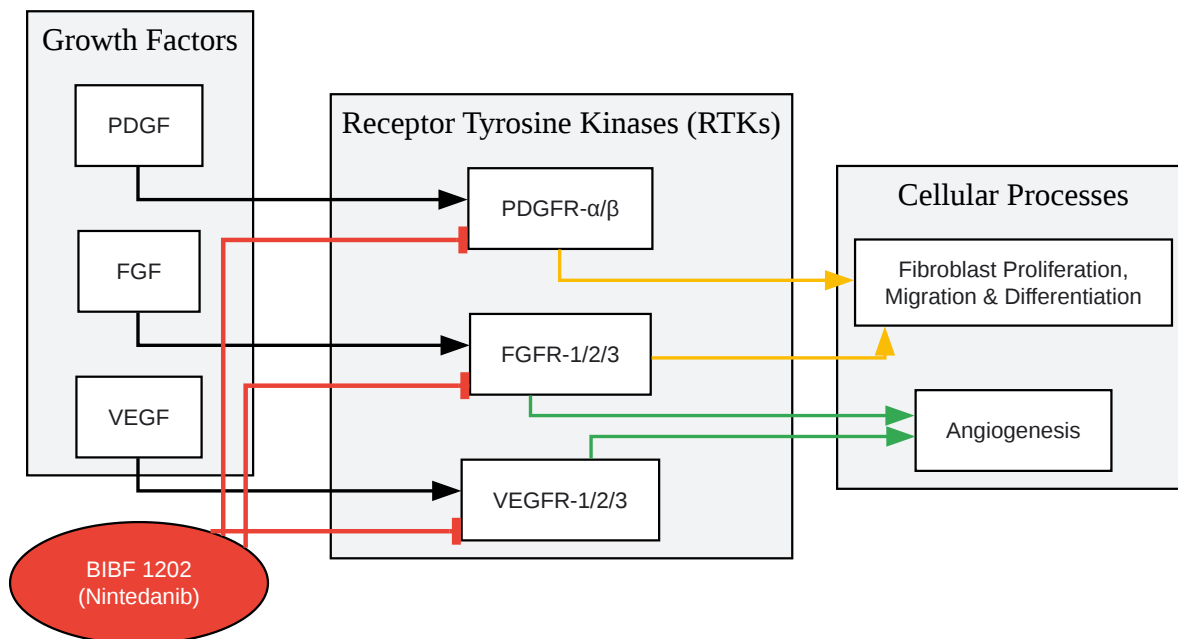 Growth Factors
PDGF
FGF
VEGF
Receptor Tyrosine Kinases (RTKs)
PDGFR-α/β
FGFR-1/2/3
VEGFR-1/2/3
Cellular Processes
Fibroblast Proliferation,
Migration & Differentiation
Angiogenesis
BIBF 1202
(Nintedanib)